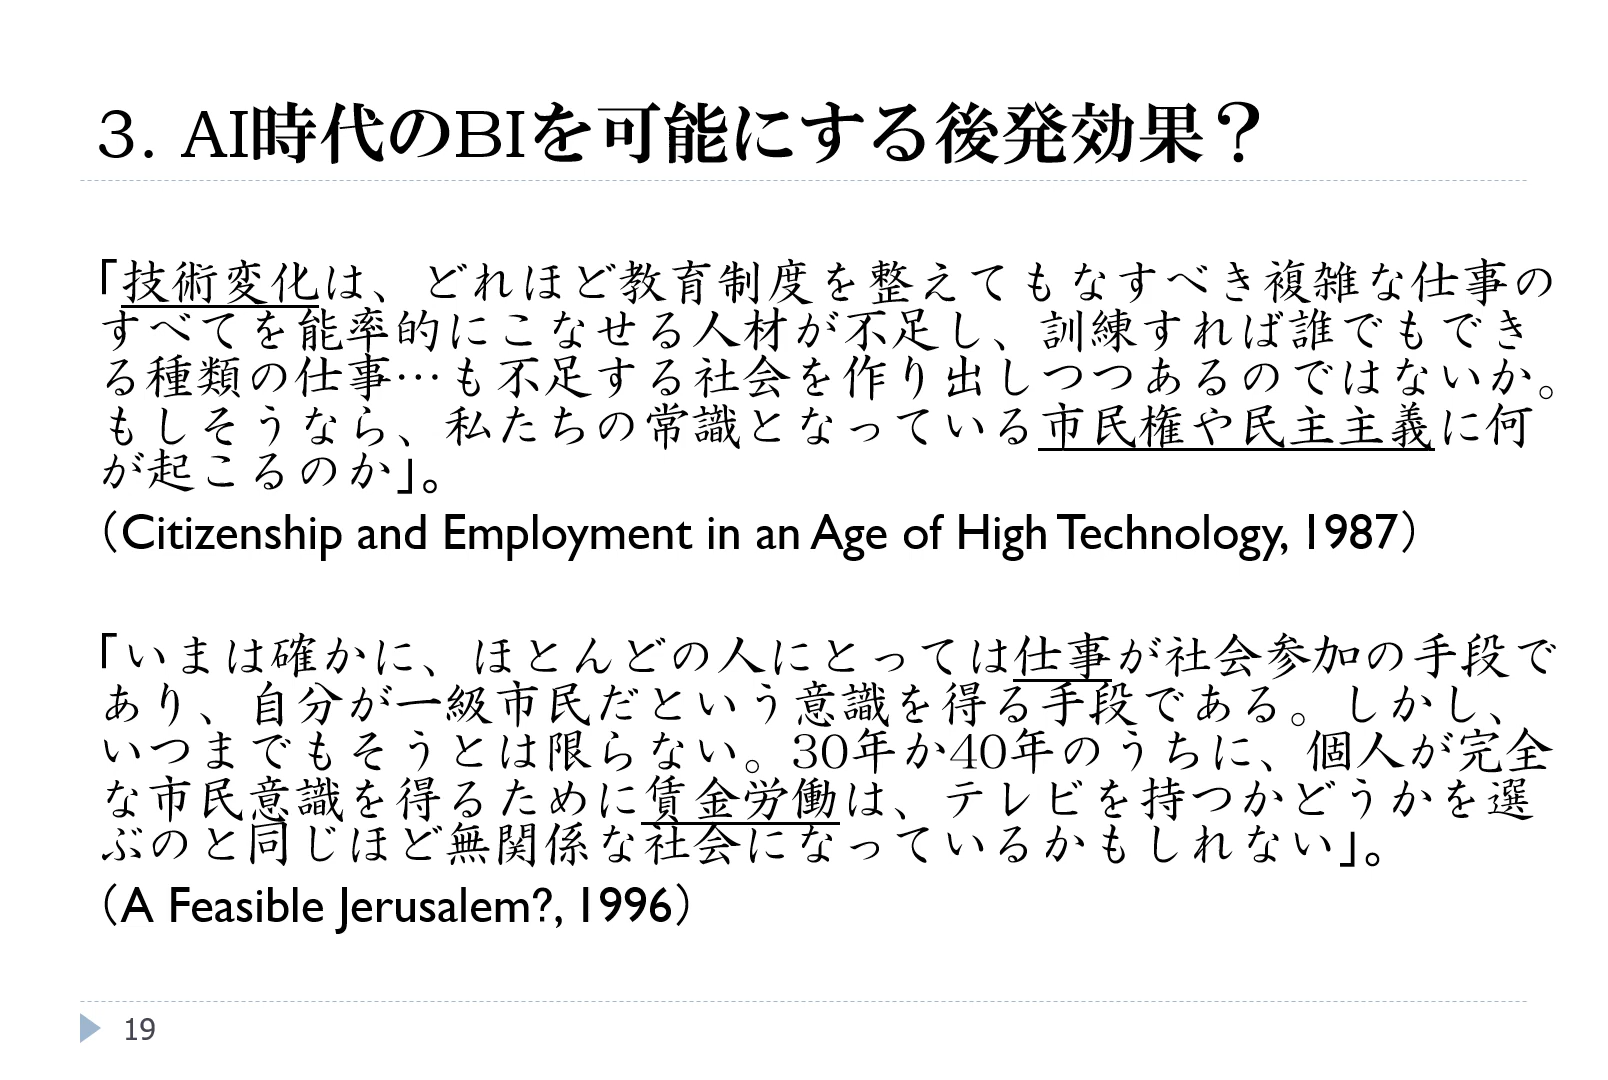 3. AI時代のBIを可能にする後発効果？
「技術変化は、どれほど教育制度を整えてもなすべき複雑な仕事の
すべてを能率的にこなせる人材が不足し、訓練すれば誰でもでき
る種類の仕事…も不足する社会を作り出しつつあるのではないか。
もしそうなら、私たちの常識となっている市民権や民主主義に何
が起こるのか」。
（Citizenship and Employment in an Age of High Technology, 1987）
「いまは確かに、ほとんどの人にとっては仕事が社会参加の手段で
あり、自分が一級市民だという意識を得る手段である。しかし、
いつまでもそうとは限らない。30年か40年のうちに、個人が完全
な市民意識を得るために賃金労働は、テレビを持つかどうかを選
ぶのと同じほど無関係な社会になっているかもしれない」。
（A Feasible Jerusalem?, 1996）
19